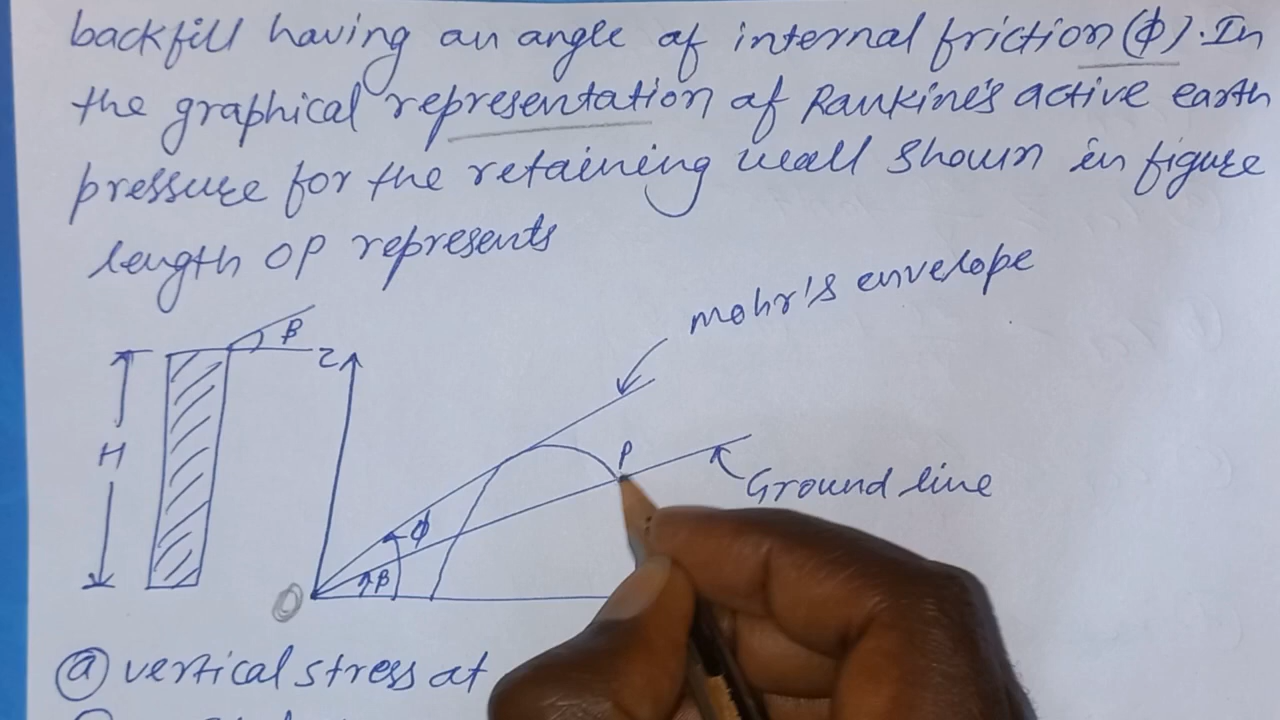 backfill having an angle of internal friction (ϕ). In
the graphical representation of Rankine's active earth
pressure for the retaining wall shown in figure
length OP represents
Mohr's envelope
β
τ
H
P
Ground line
ϕ
β
O
ⓐ vertical stress at